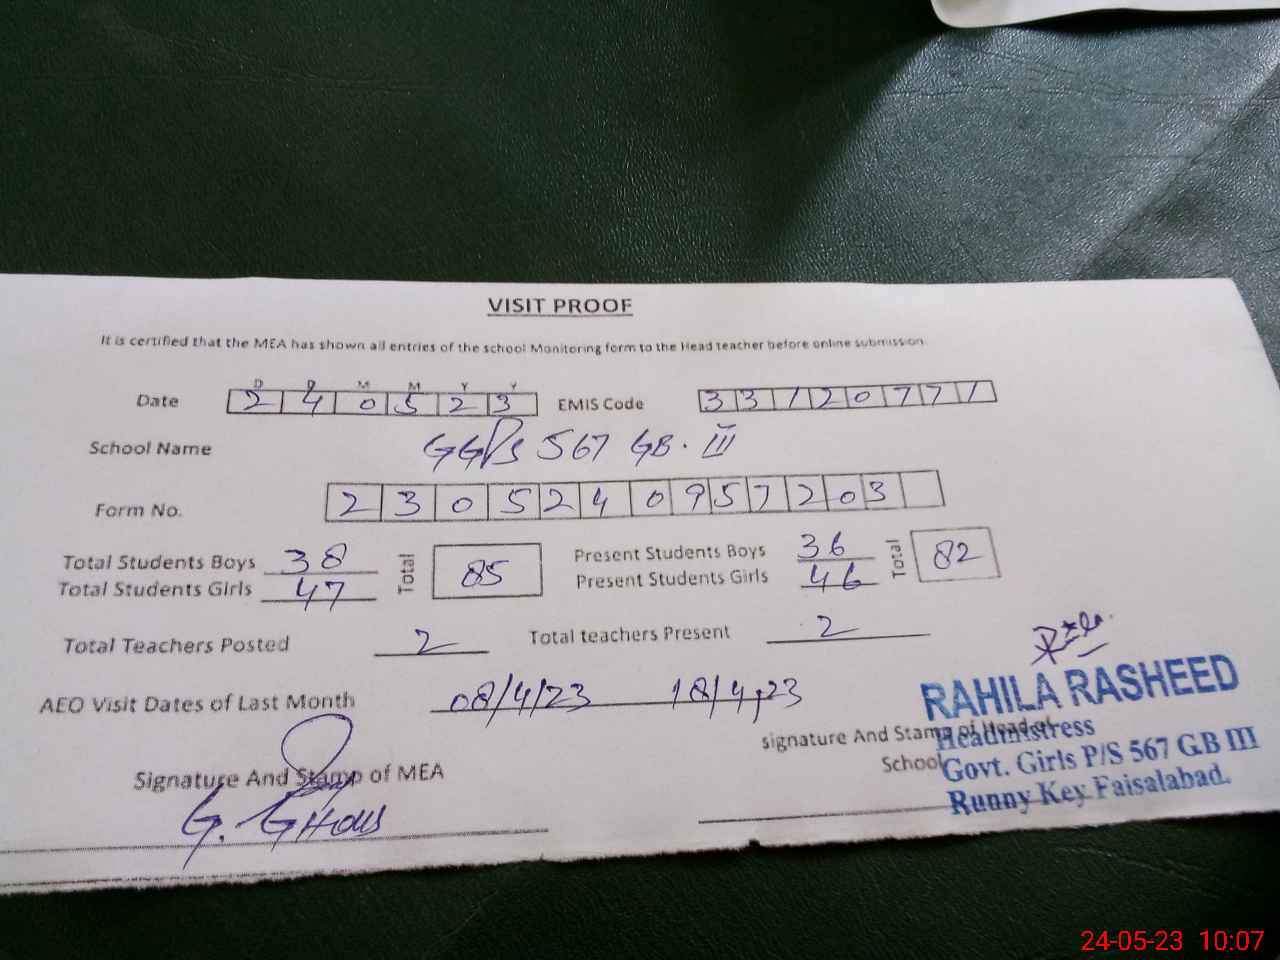 VISIT PROOF
It is certified that the MEA has shown all entries of the school Monitoring form to the Head teacher before online submission.
D D M M Y Y
Date 2 4 0 5 2 3 EMIS Code 3 3 1 2 0 7 7 1
School Name GGPS 567 GB. III
Form No. 2 3 0 5 2 4 0 9 5 7 2 0 3
Total Students Boys 38 Total 85 Present Students Boys 36 Total 82
Total Students Girls 47 Present Students Girls 46
Total Teachers Posted 2 Total teachers Present 2
AEO Visit Dates of Last Month 08/4/23 18/4/23
RAHILA RASHEED
signature And Stamp of Head of
School
Headmistress
Govt. Girls P/S 567 GB III
Runny Key Faisalabad.
Signature And Stamp of MEA
G.
24-05-23 10:07